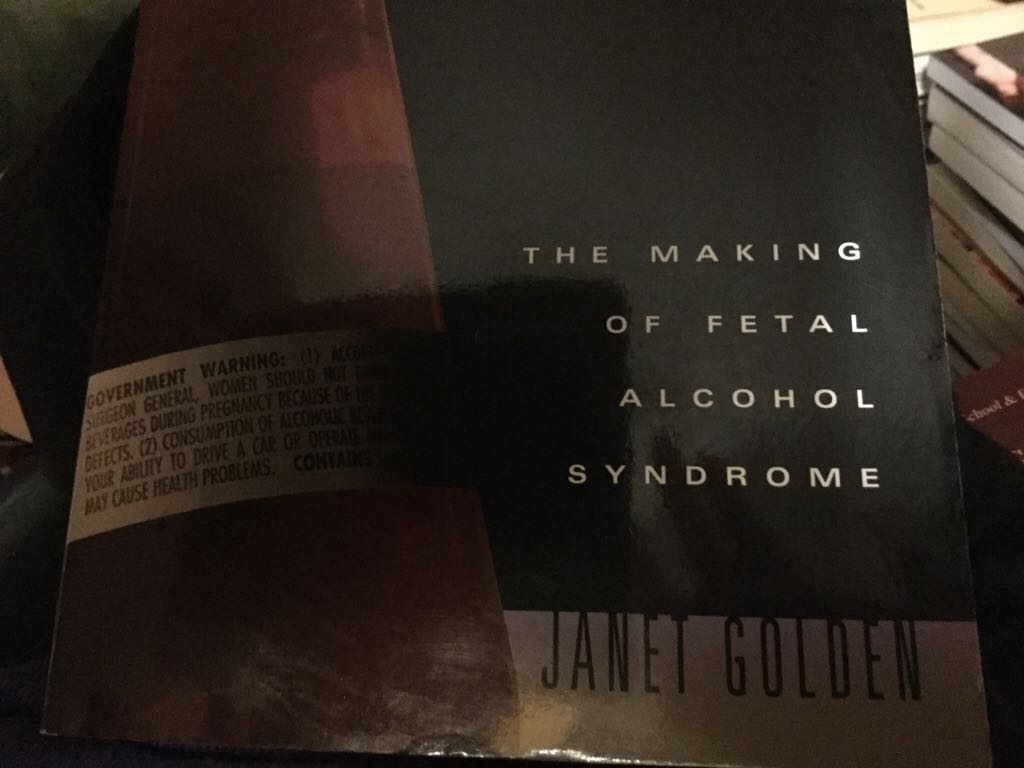 THE MAKING
OF FETAL
ALCOHOL
SYNDROME
GOVERNMENT WARNING: (1)
SURGEON GENERAL, WOMEN SHOULD NOT
BEVERAGES DURING PREGNANCY BECAUSE OF
DEFECTS. (2) CONSUMPTION OF ALCOHOLIC
YOUR ABILITY TO DRIVE A CAR OR OPERATE
MAY CAUSE HEALTH PROBLEMS. CONTAINS
JANET GOLDEN